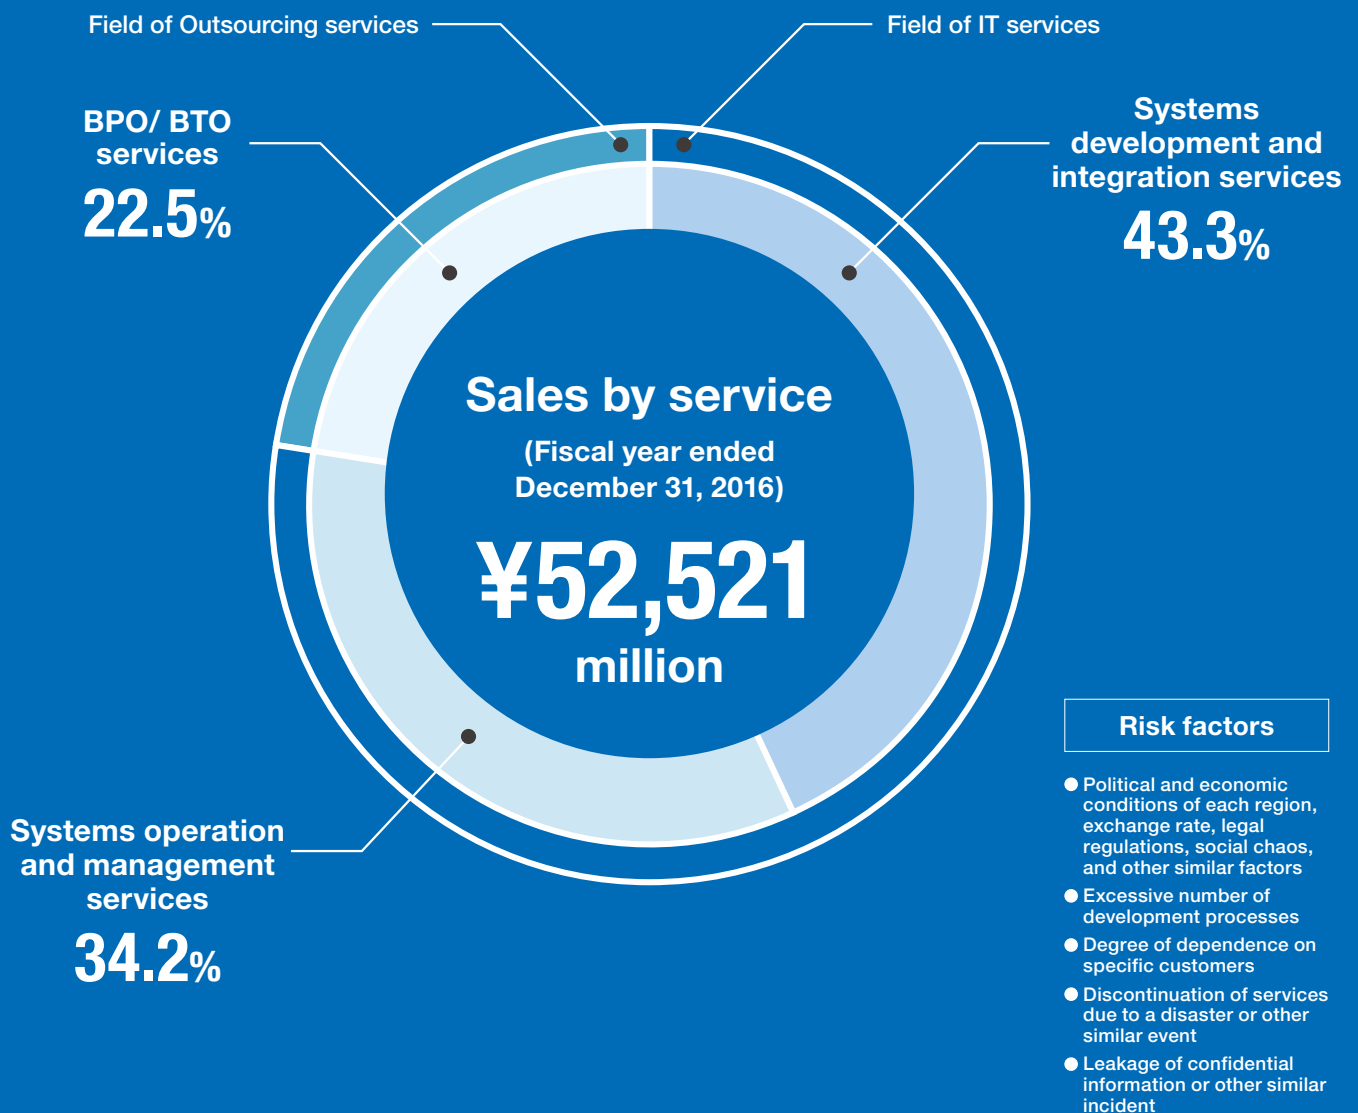 Field of Outsourcing services
Field of IT services
BPO/ BTO
services
22.5%
Systems
development and
integration services
43.3%
Sales by service
(Fiscal year ended
December 31, 2016)
¥52,521
million
Systems operation
and management
services
34.2%
Risk factors
● Political and economic
conditions of each region,
exchange rate, legal
regulations, social chaos,
and other similar factors
● Excessive number of
development processes
● Degree of dependence on
specific customers
● Discontinuation of services
due to a disaster or other
similar event
● Leakage of confidential
information or other similar
incident